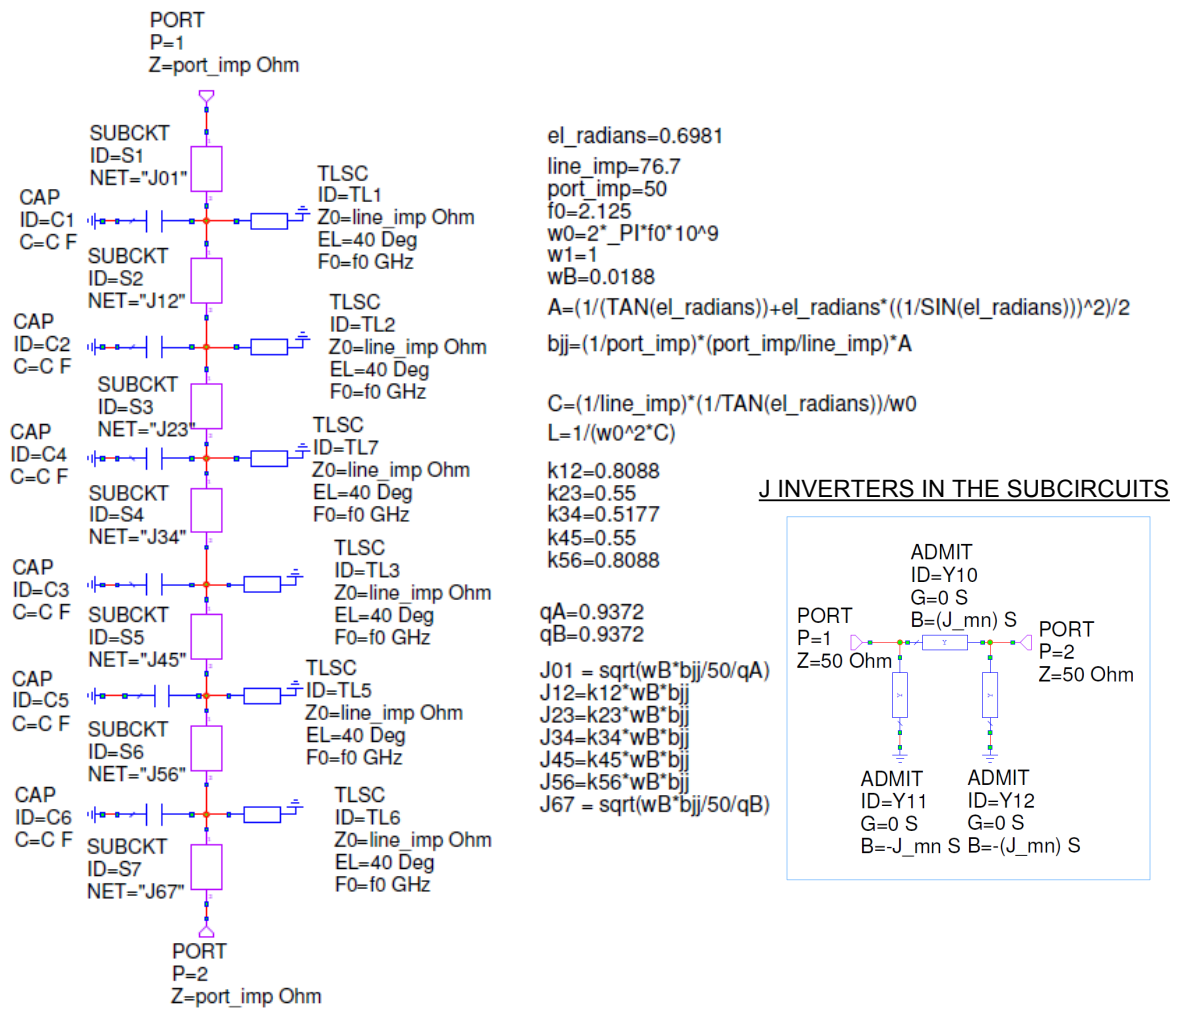 PORT
P=1
Z=port_imp Ohm
SUBCKT
ID=S1
NET="J01"
CAP
ID=C1
C=C F
TLSC
ID=TL1
Z0=line_imp Ohm
EL=40 Deg
F0=f0 GHz
SUBCKT
ID=S2
NET="J12"
CAP
ID=C2
C=C F
TLSC
ID=TL2
Z0=line_imp Ohm
EL=40 Deg
F0=f0 GHz
SUBCKT
ID=S3
NET="J23"
CAP
ID=C4
C=C F
TLSC
ID=TL7
Z0=line_imp Ohm
EL=40 Deg
F0=f0 GHz
SUBCKT
ID=S4
NET="J34"
CAP
ID=C3
C=C F
TLSC
ID=TL3
Z0=line_imp Ohm
EL=40 Deg
F0=f0 GHz
SUBCKT
ID=S5
NET="J45"
CAP
ID=C5
C=C F
TLSC
ID=TL5
Z0=line_imp Ohm
EL=40 Deg
F0=f0 GHz
SUBCKT
ID=S6
NET="J56"
CAP
ID=C6
C=C F
TLSC
ID=TL6
Z0=line_imp Ohm
EL=40 Deg
F0=f0 GHz
SUBCKT
ID=S7
NET="J67"
PORT
P=2
Z=port_imp Ohm
el_radians=0.6981
line_imp=76.7
port_imp=50
f0=2.125
w0=2*_PI*f0*10^9
w1=1
wB=0.0188
A=(1/(TAN(el_radians))+el_radians*((1/SIN(el_radians)))^2)/2
bjj=(1/port_imp)*(port_imp/line_imp)*A
C=(1/line_imp)*(1/TAN(el_radians))/w0
L=1/(w0^2*C)
k12=0.8088
k23=0.55
k34=0.5177
k45=0.55
k56=0.8088
qA=0.9372
qB=0.9372
J01 = sqrt(wB*bjj/50/qA)
J12=k12*wB*bjj
J23=k23*wB*bjj
J34=k34*wB*bjj
J45=k45*wB*bjj
J56=k56*wB*bjj
J67 = sqrt(wB*bjj/50/qB)
J INVERTERS IN THE SUBCIRCUITS
ADMIT
ID=Y10
G=0 S
B=(J_mn) S
PORT
P=1
Z=50 Ohm
PORT
P=2
Z=50 Ohm
ADMIT
ID=Y11
G=0 S
B=-J_mn S
ADMIT
ID=Y12
G=0 S
B=-(J_mn) S